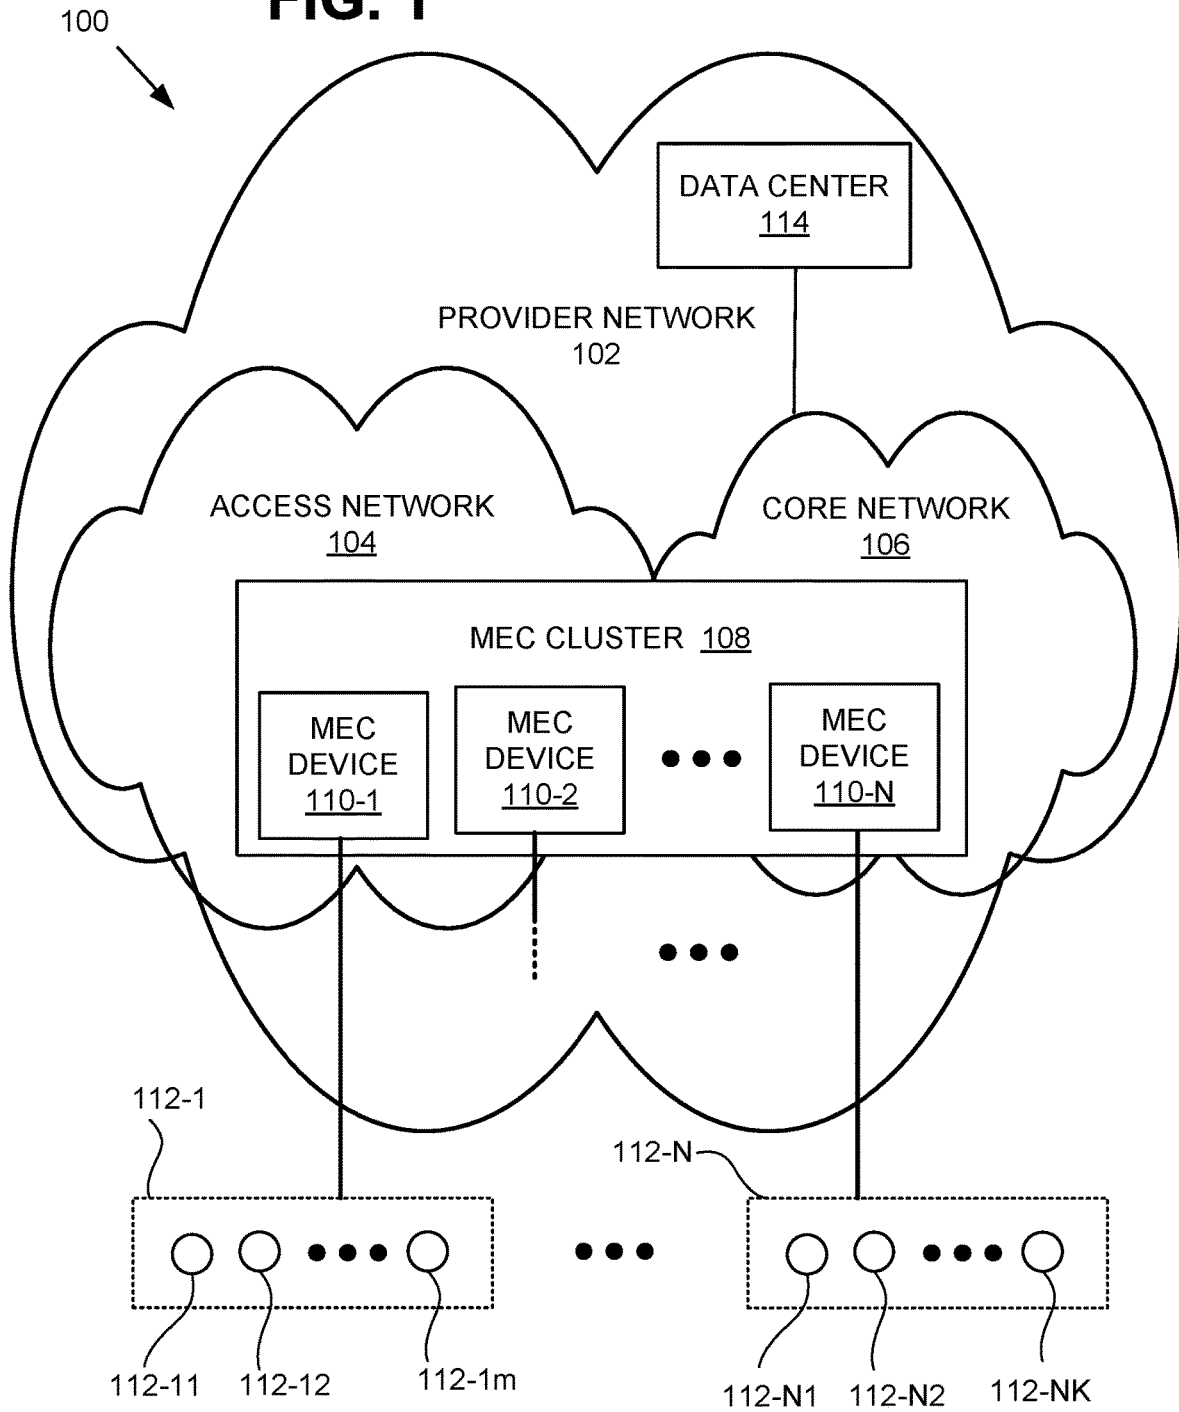 FIG. 1
100
DATA CENTER
114
PROVIDER NETWORK
102
ACCESS NETWORK
104
CORE NETWORK
106
MEC CLUSTER 108
MEC
DEVICE
110-1
MEC
DEVICE
110-2
MEC
DEVICE
110-N
112-1
112-N
112-11
112-12
112-1m
112-N1
112-N2
112-NK